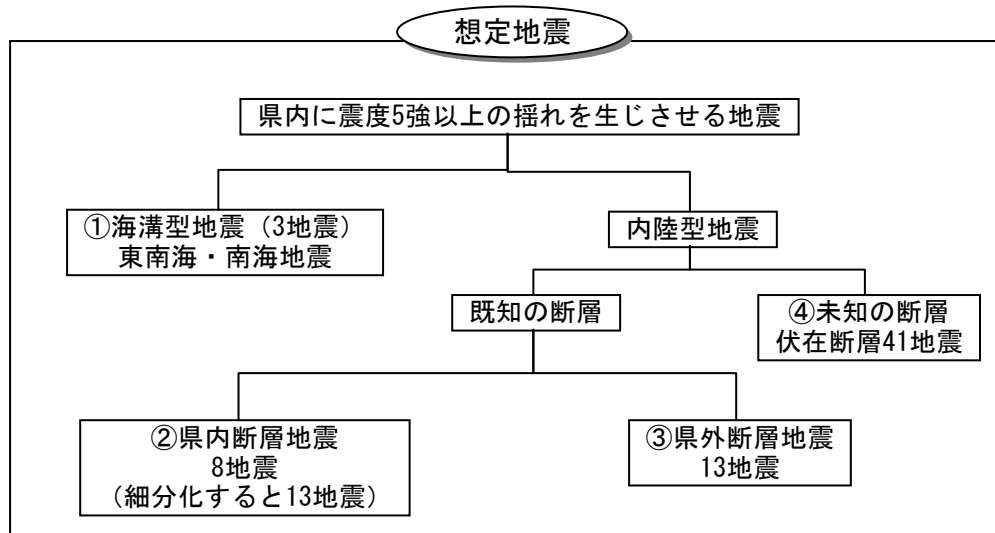 想定地震
県内に震度5強以上の揺れを生じさせる地震
①海溝型地震（3地震）
東南海・南海地震
内陸型地震
既知の断層
④未知の断層
伏在断層41地震
②県内断層地震
8地震
（細分化すると13地震）
③県外断層地震
13地震